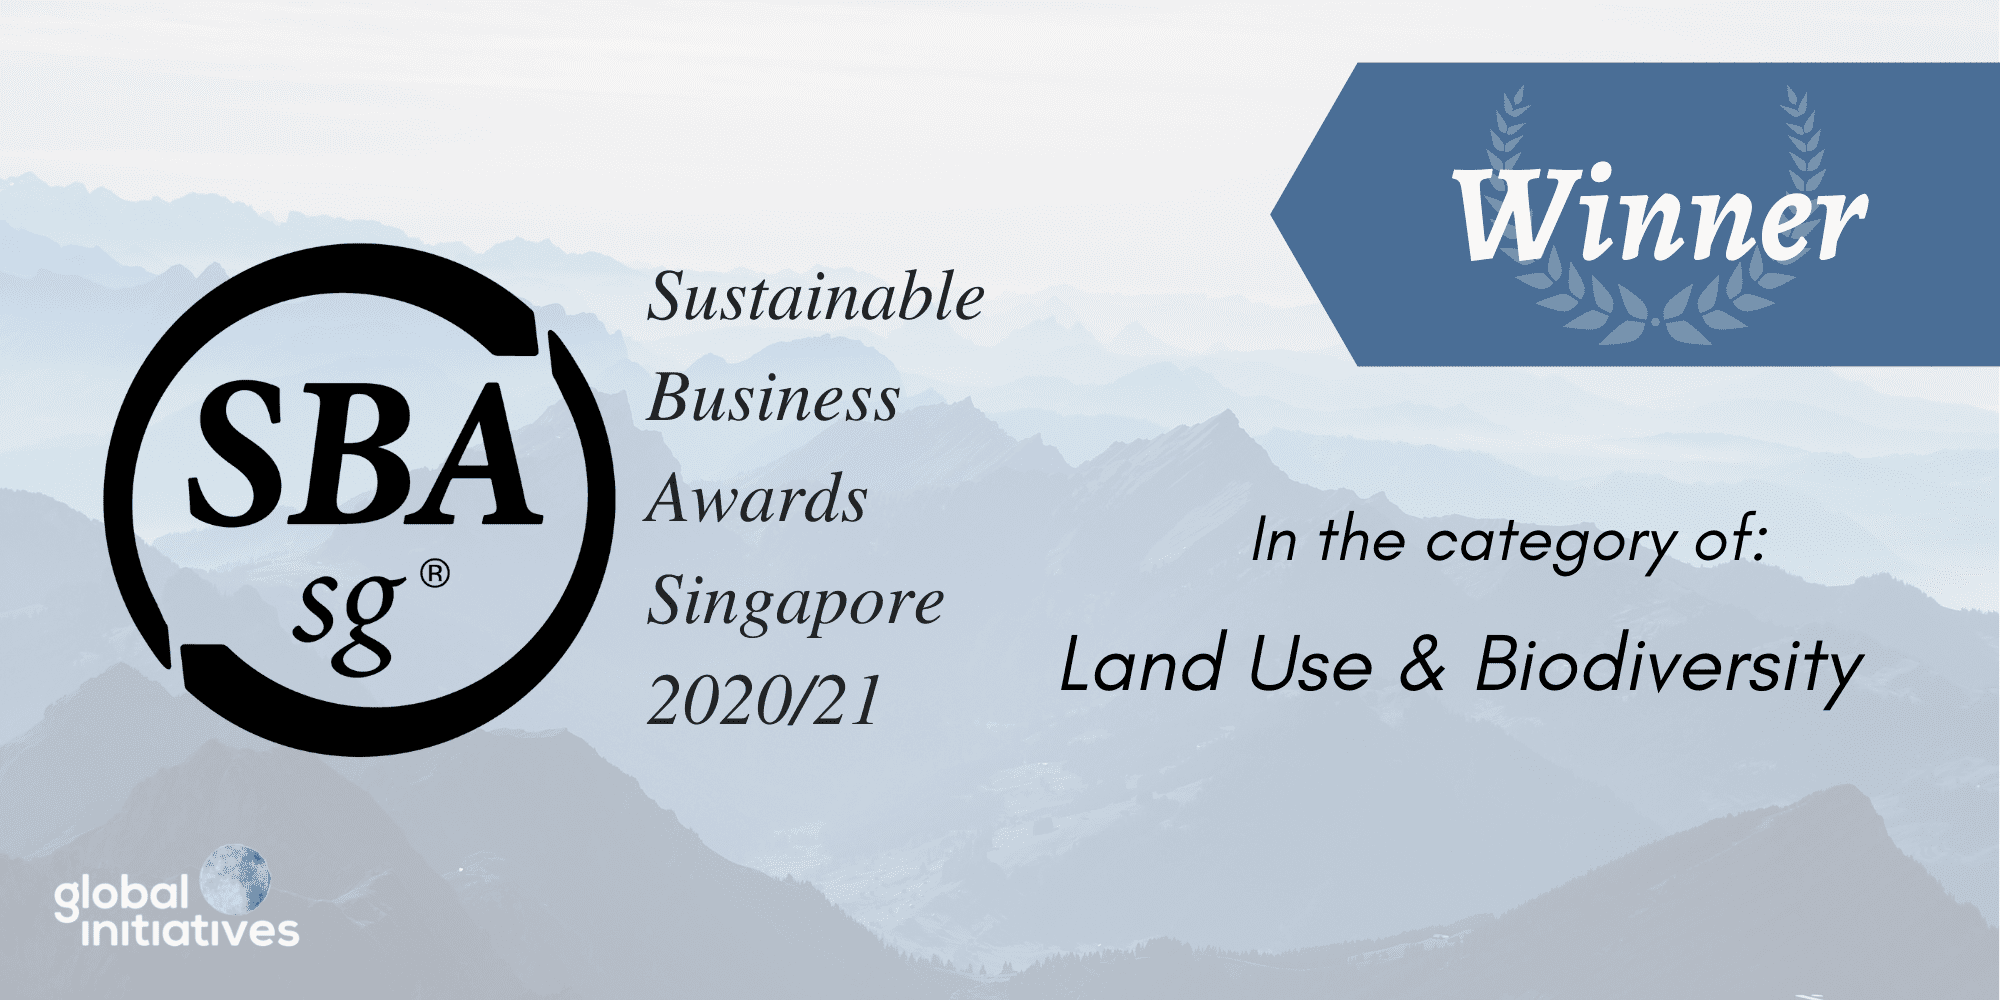 SBA
sg®
Sustainable
Business
Awards
Singapore
2020/21
Winner
In the category of:
Land Use & Biodiversity
global
initiatives